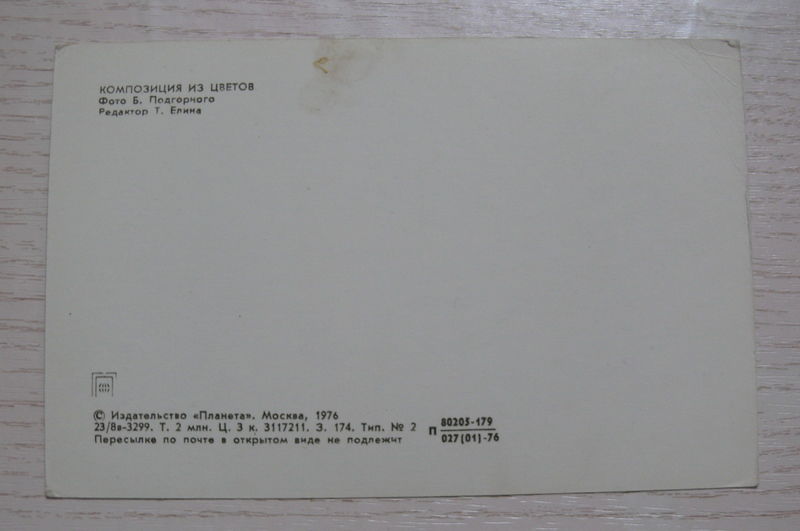 КОМПОЗИЦИЯ ИЗ ЦВЕТОВ
Фото Б. Подгорного
Редактор Т. Елина
© Издательство «Планета». Москва, 1976
23/8в-3299. Т. 2 млн. Ц. 3 к. 3117211. З. 174. Тип. № 2
Пересылке по почте в открытом виде не подлежит
П 80205-179
027(01)-76